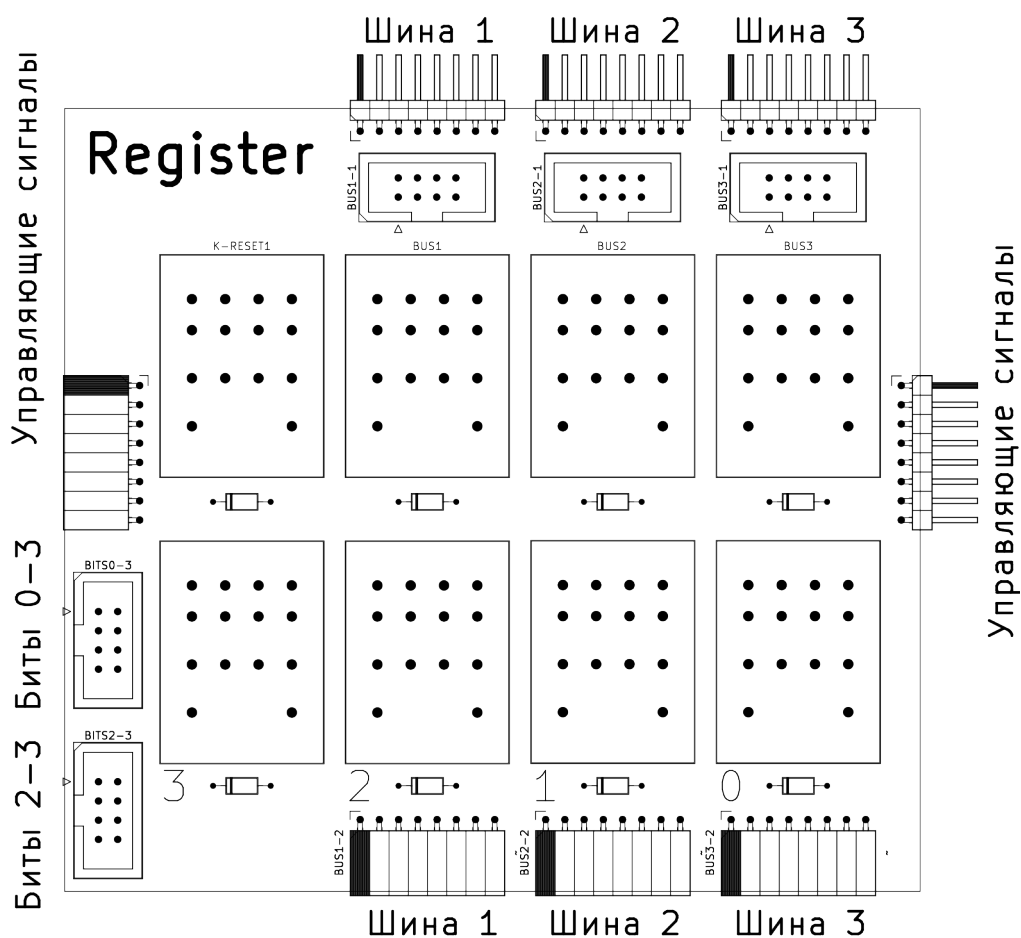 Шина 1
Шина 2
Шина 3
Управляющие сигналы
Register
BUS1-1
BUS2-1
BUS3-1
K-RESET1
BUS1
BUS2
BUS3
Управляющие сигналы
Биты 0-3
BITS0-3
Биты 2-3
BITS2-3
3
2
1
0
BUS1-2
~
BUS2-2
~
BUS3-2
~
Шина 1
Шина 2
Шина 3